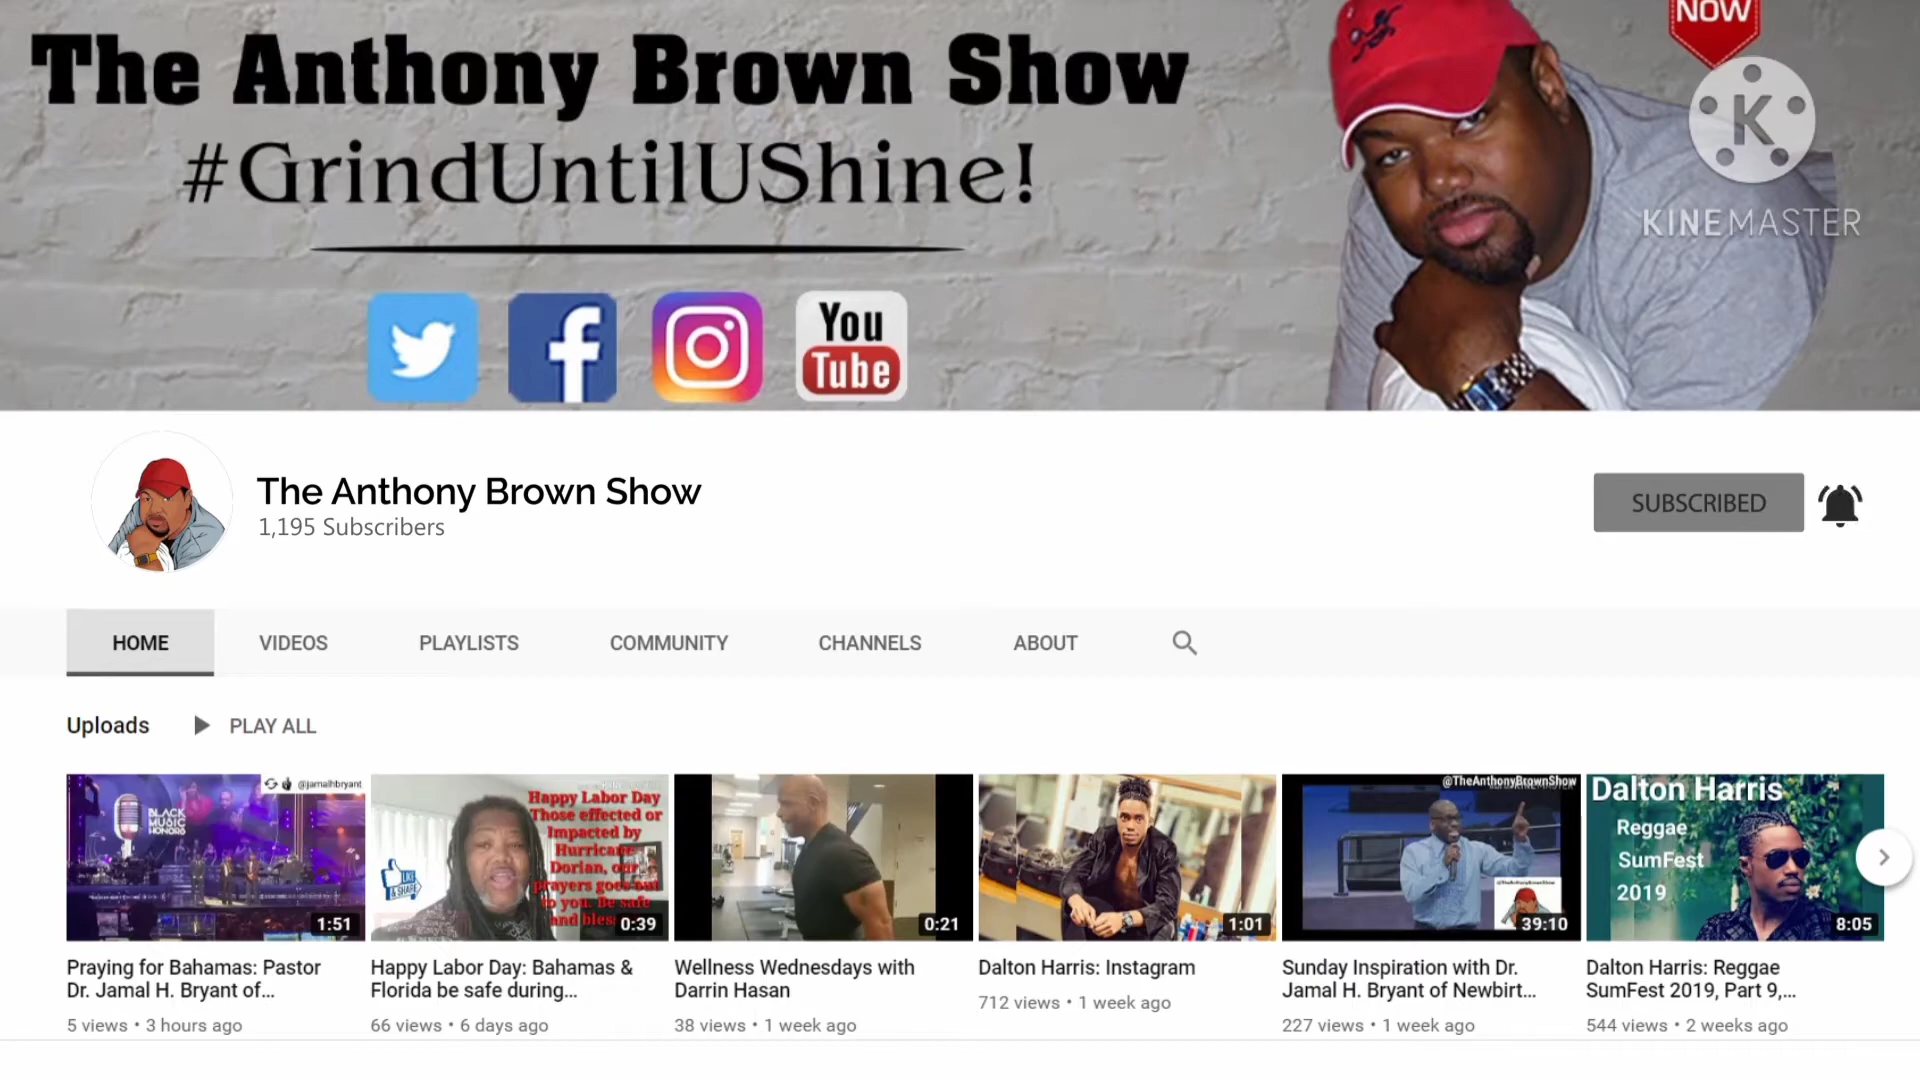 NOW
The Anthony Brown Show
#GrindUntilUShine!
KINEMASTER
You
Tube
The Anthony Brown Show
1,195 Subscribers
SUBSCRIBED
HOME VIDEOS PLAYLISTS COMMUNITY CHANNELS ABOUT
Uploads PLAY ALL
@jamalhbryant
BLACK
MUSIC
HONORS
1:51
Happy Labor Day
Those effected or
Impacted by
Hurricane
Dorian, our
prayers goes out
to you. Be safe
and bles
LIKE
& SHARE
0:39
0:21
1:01
@TheAnthonyBrownShow
39:10
Dalton Harris
Reggae
SumFest
2019
8:05
Praying for Bahamas: Pastor
Dr. Jamal H. Bryant of...
5 views • 3 hours ago
Happy Labor Day: Bahamas &
Florida be safe during...
66 views • 6 days ago
Wellness Wednesdays with
Darrin Hasan
38 views • 1 week ago
Dalton Harris: Instagram
712 views • 1 week ago
Sunday Inspiration with Dr.
Jamal H. Bryant of Newbirt...
227 views • 1 week ago
Dalton Harris: Reggae
SumFest 2019, Part 9,...
544 views • 2 weeks ago